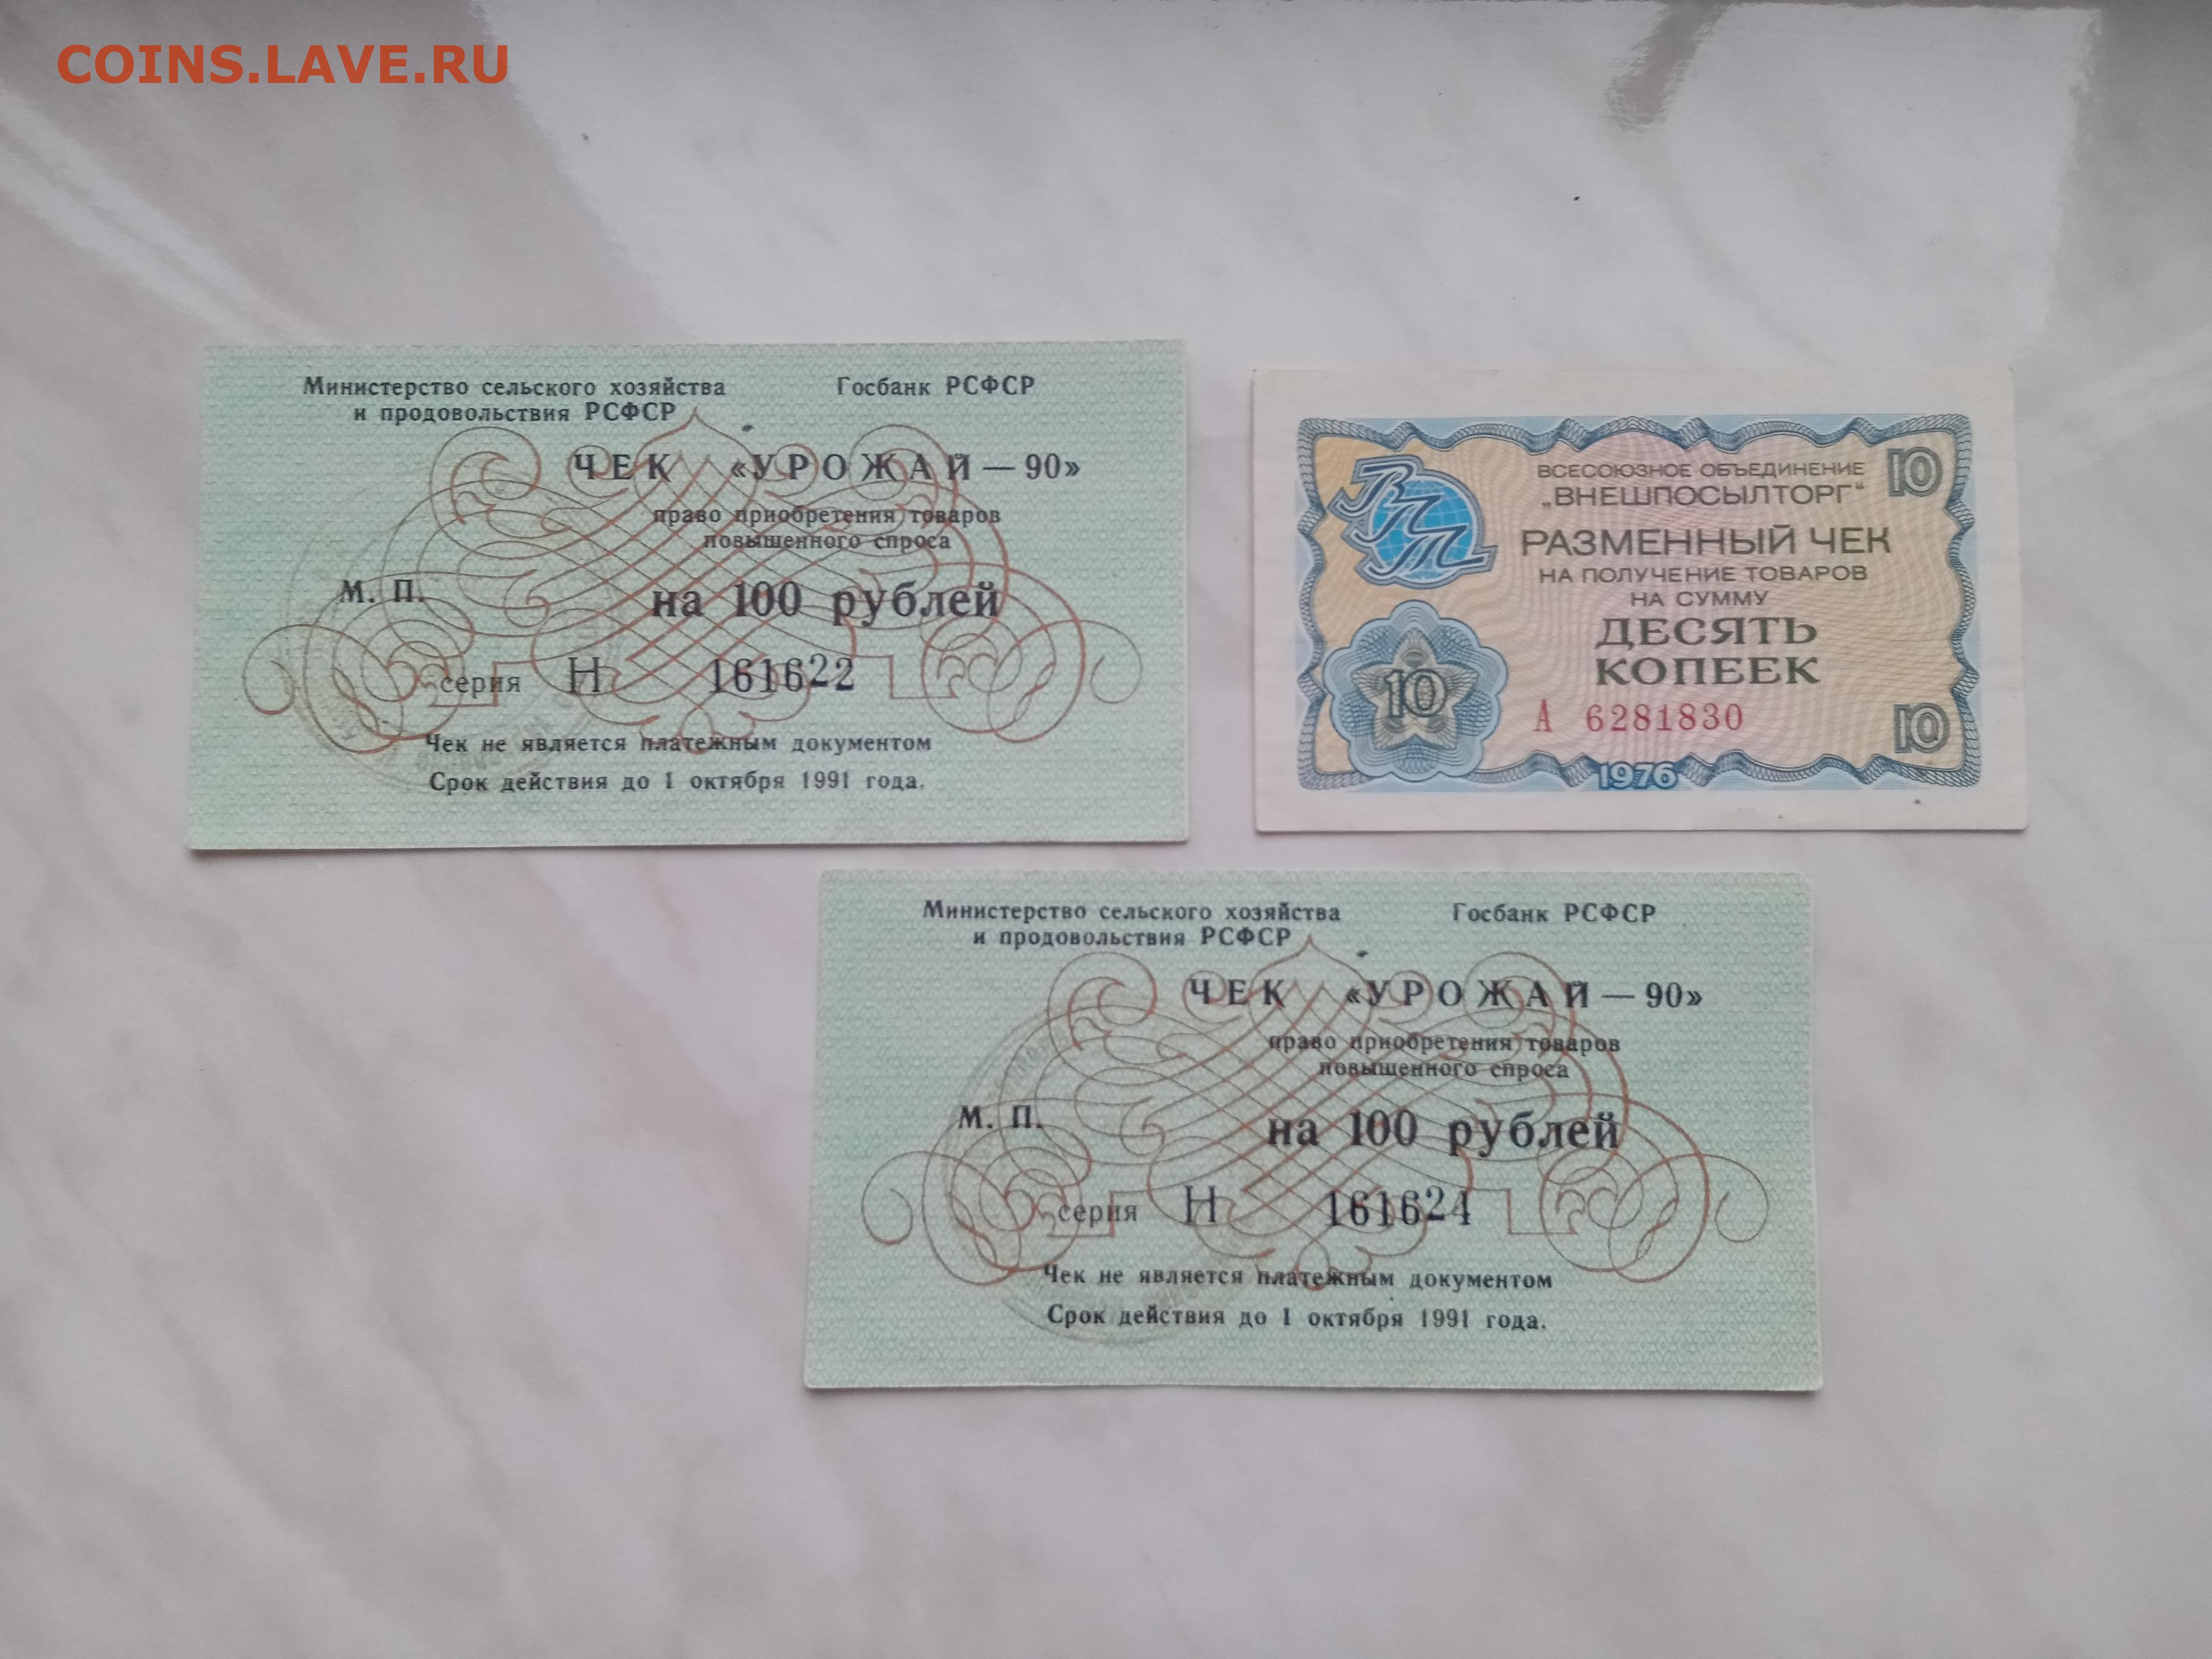 COINS.LAVE.RU
Министерство сельского хозяйства
и продовольствия РСФСР
Госбанк РСФСР
ЧЕК «УРОЖАЙ — 90»
право приобретения товаров
повышенного спроса
М. П.
на 100 рублей
серия Н 161622
Чек не является платежным документом
Срок действия до 1 октября 1991 года.
ВПТ
ВСЕСОЮЗНОЕ ОБЪЕДИНЕНИЕ
„ВНЕШПОСЫЛТОРГ“
10
РАЗМЕННЫЙ ЧЕК
НА ПОЛУЧЕНИЕ ТОВАРОВ
НА СУММУ
ДЕСЯТЬ
КОПЕЕК
10
А 6281830
10
1976
Министерство сельского хозяйства
и продовольствия РСФСР
Госбанк РСФСР
ЧЕК «УРОЖАЙ — 90»
право приобретения товаров
повышенного спроса
М. П.
на 100 рублей
серия Н 161624
Чек не является платежным документом
Срок действия до 1 октября 1991 года.